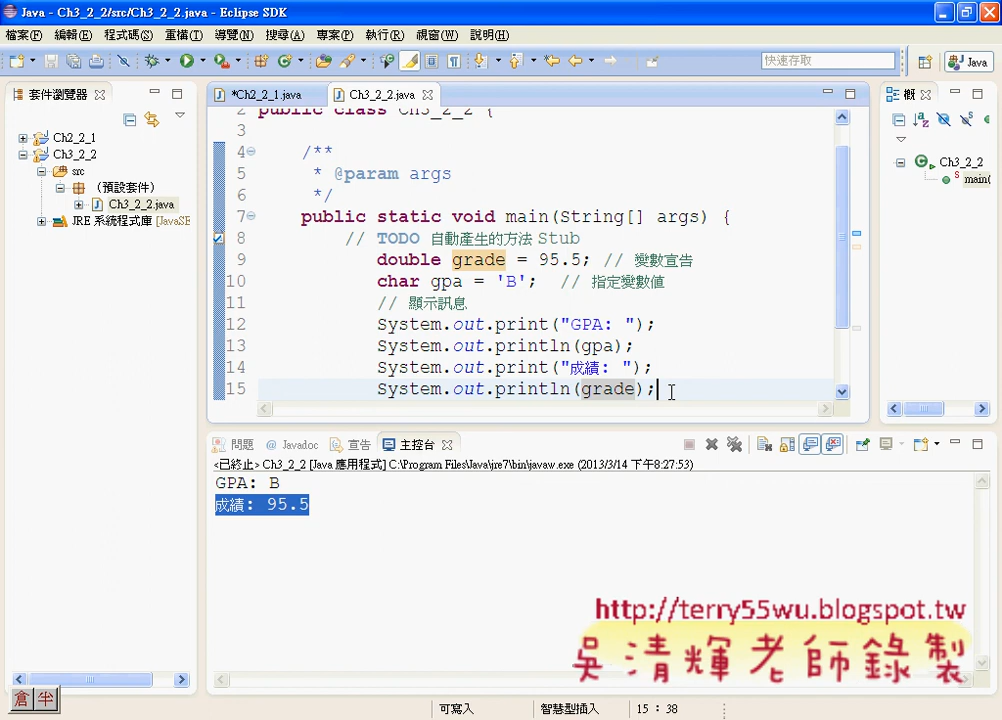 Java - Ch3_2_2/src/Ch3_2_2.java - Eclipse SDK
檔案(F) 編輯(E) 程式碼(S) 重構(T) 導覽(N) 搜尋(A) 專案(P) 執行(R) 視窗(W) 說明(H)
快速存取
Java
套件瀏覽器
*Ch2_2_1.java
Ch3_2_2.java
概
Ch2_2_1
Ch3_2_2
src
(預設套件)
Ch3_2_2.java
JRE 系統程式庫 [JavaSE
2 public class Ch3_2_2 {
3
4 /**
5 * @param args
6 */
7 public static void main(String[] args) {
8 // TODO 自動產生的方法 Stub
9 double grade = 95.5; // 變數宣告
10 char gpa = 'B'; // 指定變數值
11 // 顯示訊息
12 System.out.print("GPA: ");
13 System.out.println(gpa);
14 System.out.print("成績: ");
15 System.out.println(grade);
Ch3_2_2
main(
問題
@ Javadoc
宣告
主控台
<已終止> Ch3_2_2 [Java 應用程式] C:\Program Files\Java\jre7\bin\javaw.exe (2013/3/14 下午8:27:53)
GPA: B
成績: 95.5
http://terry55wu.blogspot.tw
吳清輝老師錄製
倉 半
可寫入
智慧型插入
15 : 38